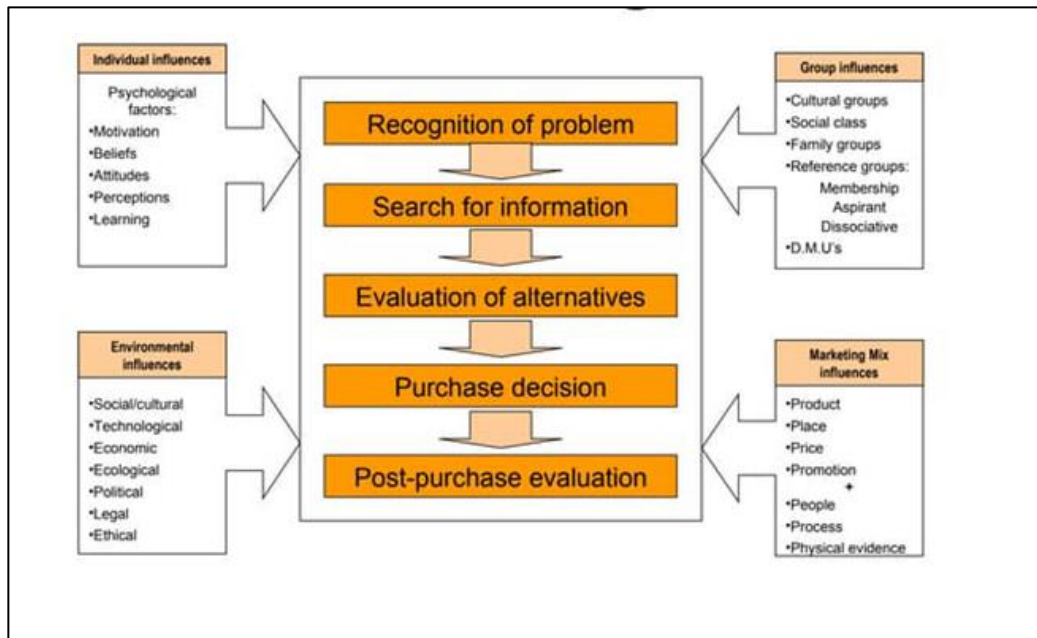 Individual influences
Psychological
factors:
•Motivation
•Beliefs
•Attitudes
•Perceptions
•Learning
Environmental
influences
•Social/cultural
•Technological
•Economic
•Ecological
•Political
•Legal
•Ethical
Recognition of problem
Search for information
Evaluation of alternatives
Purchase decision
Post-purchase evaluation
Group influences
•Cultural groups
•Social class
•Family groups
•Reference groups:
Membership
Aspirant
Dissociative
•D.M.U's
Marketing Mix
influences
•Product
•Place
•Price
•Promotion
+
•People
•Process
•Physical evidence